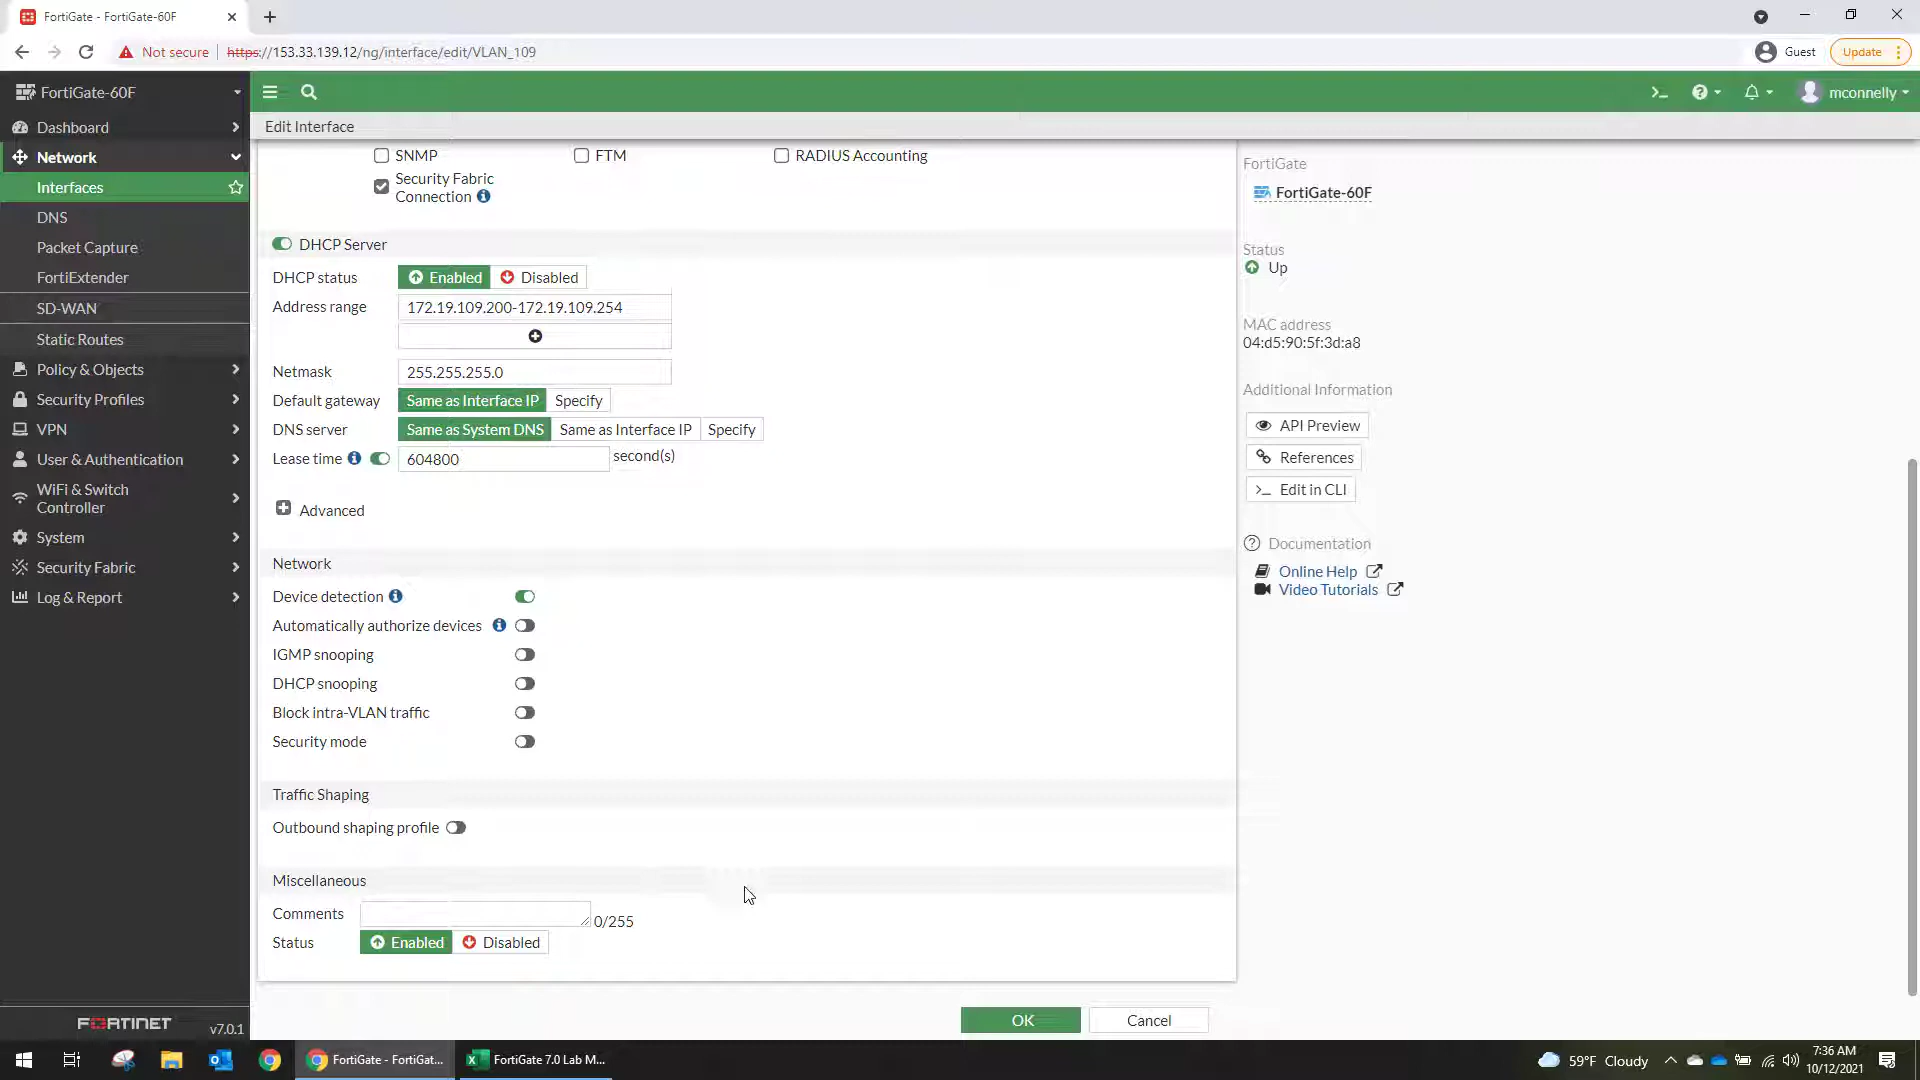 FortiGate - FortiGate-60F
Not secure
https://153.33.139.12/ng/interface/edit/VLAN_109
Guest
Update
FortiGate-60F
mconnelly
Dashboard
Network
Interfaces
DNS
Packet Capture
FortiExtender
SD-WAN
Static Routes
Policy & Objects
Security Profiles
VPN
User & Authentication
WiFi & Switch
Controller
System
Security Fabric
Log & Report
FORTINET
v7.0.1
Edit Interface
SNMP
FTM
RADIUS Accounting
Security Fabric
Connection
DHCP Server
DHCP status
Enabled
Disabled
Address range
172.19.109.200-172.19.109.254
Netmask
255.255.255.0
Default gateway
Same as Interface IP
Specify
DNS server
Same as System DNS
Same as Interface IP
Specify
Lease time
604800
second(s)
Advanced
Network
Device detection
Automatically authorize devices
IGMP snooping
DHCP snooping
Block intra-VLAN traffic
Security mode
Traffic Shaping
Outbound shaping profile
Miscellaneous
Comments
0/255
Status
Enabled
Disabled
OK
Cancel
FortiGate
FortiGate-60F
Status
Up
MAC address
04:d5:90:5f:3d:a8
Additional Information
API Preview
References
Edit in CLI
Documentation
Online Help
Video Tutorials
FortiGate - FortiGat...
FortiGate 7.0 Lab M...
59°F Cloudy
7:36 AM
10/12/2021